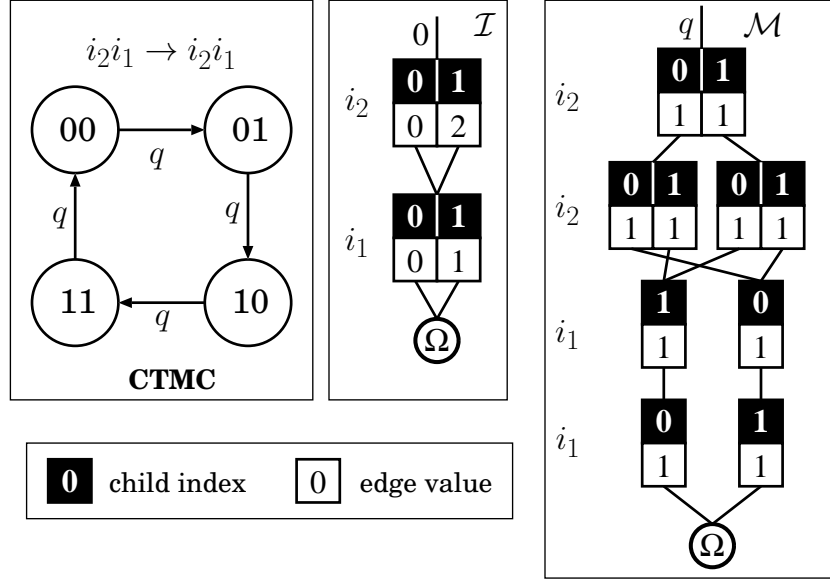 i₂i₁ → i₂i₁
00
01
q
q
q
11
10
q
CTMC
0
ℐ
i₂
0 1
0 2
i₁
0 1
0 1
Ω
q
ℳ
i₂
0 1
1 1
i₂
0 1 0 1
1 1 1 1
i₁
1 0
1 1
i₁
0 1
1 1
Ω
0 child index
0 edge value